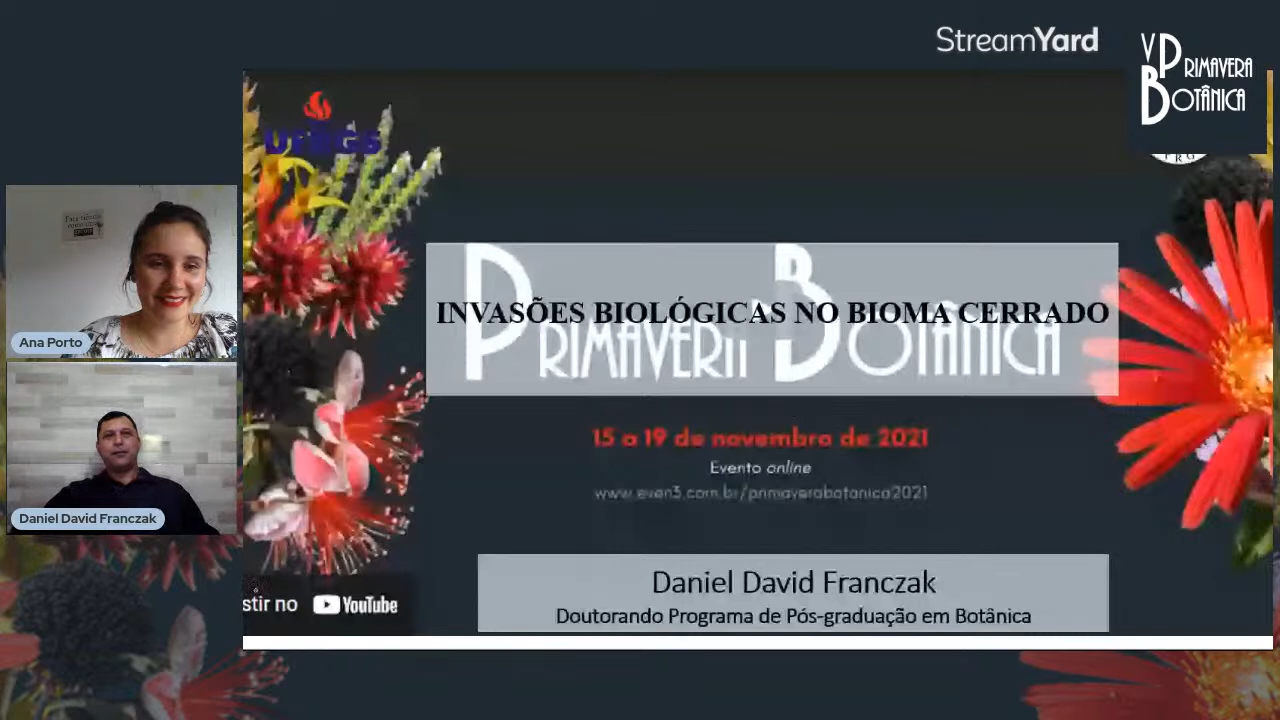 StreamYard
V PRIMAVERA
BOTÂNICA
UFRGS
INVASÕES BIOLÓGICAS NO BIOMA CERRADO
PRIMAVER
BOTÂNICA
15 a 19 de novembro de 2021
Evento online
www.even3.com.br/primaverabotanica2021
Ana Porto
Daniel David Franczak
Daniel David Franczak
Doutorando Programa de Pós-graduação em Botânica
stir no
YouTube